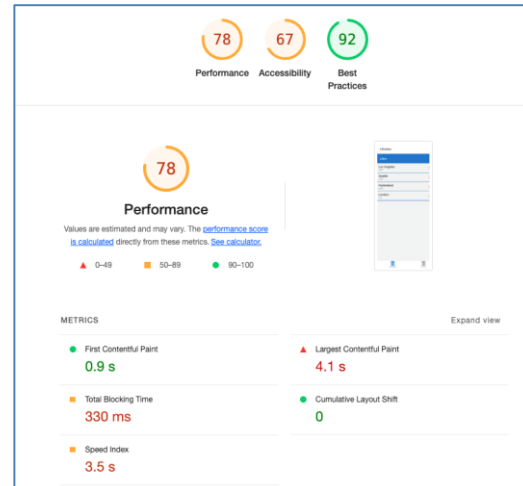 78
67
92
Performance
Accessibility
Best
Practices
78
Performance
Values are estimated and may vary. The performance score
is calculated directly from these metrics. See calculator.
0–49
50–89
90–100
METRICS
Expand view
First Contentful Paint
0.9 s
Largest Contentful Paint
4.1 s
Total Blocking Time
330 ms
Cumulative Layout Shift
0
Speed Index
3.5 s